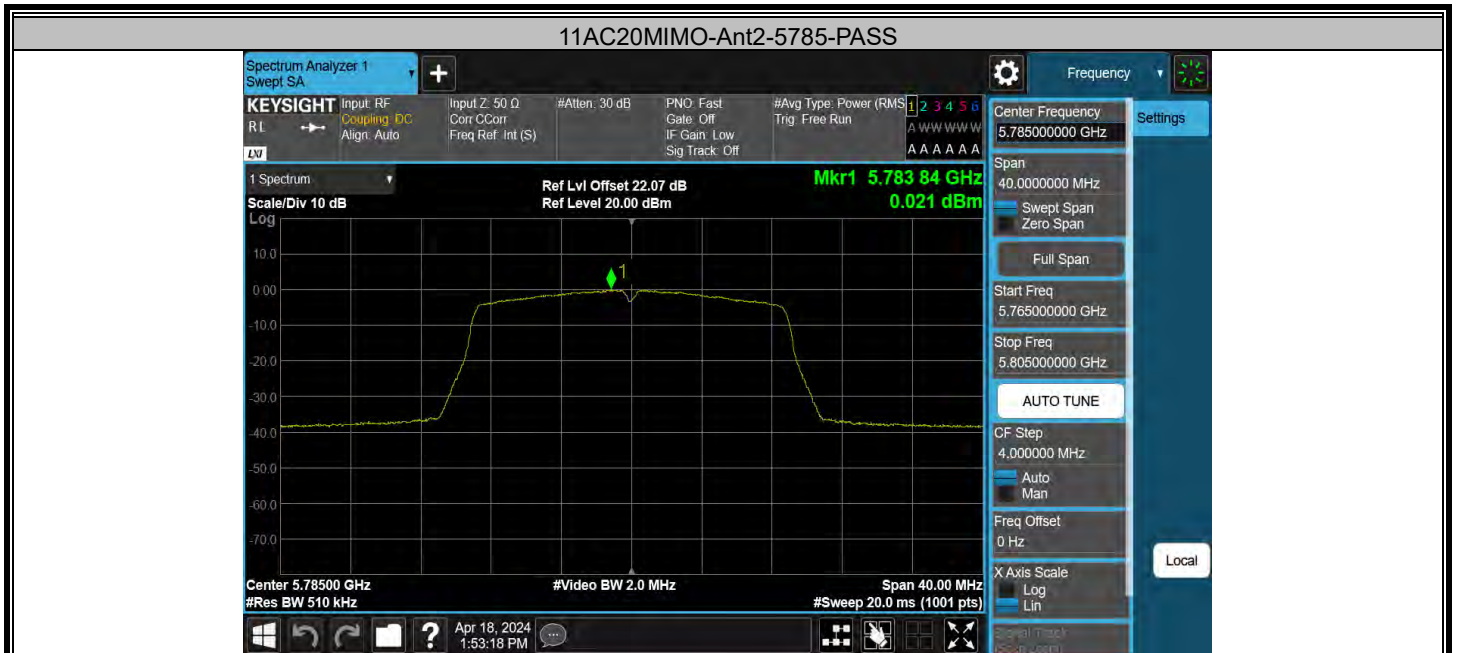 11AC20MIMO-Ant2-5785-PASS
Spectrum Analyzer 1
Swept SA
+
Frequency
KEYSIGHT
RL
LXI
Input: RF
Coupling: DC
Align: Auto
Input Z: 50 Ω
Corr CCorr
Freq Ref: Int (S)
#Atten: 30 dB
PNO: Fast
Gate: Off
IF Gain: Low
Sig Track: Off
#Avg Type: Power (RMS
Trig: Free Run
1 2 3 4 5 6
A W W W W W
A A A A A A
1 Spectrum
Scale/Div 10 dB
Log
Ref Lvl Offset 22.07 dB
Ref Level 20.00 dBm
Mkr1 5.783 84 GHz
0.021 dBm
1
10.0
0.00
-10.0
-20.0
-30.0
-40.0
-50.0
-60.0
-70.0
Center 5.78500 GHz
#Res BW 510 kHz
#Video BW 2.0 MHz
Span 40.00 MHz
#Sweep 20.0 ms (1001 pts)
?
Apr 18, 2024
1:53:18 PM
Center Frequency
5.785000000 GHz
Span
40.0000000 MHz
Swept Span
Zero Span
Full Span
Start Freq
5.765000000 GHz
Stop Freq
5.805000000 GHz
AUTO TUNE
CF Step
4.000000 MHz
Auto
Man
Freq Offset
0 Hz
X Axis Scale
Log
Lin
Signal Track
Settings
Local